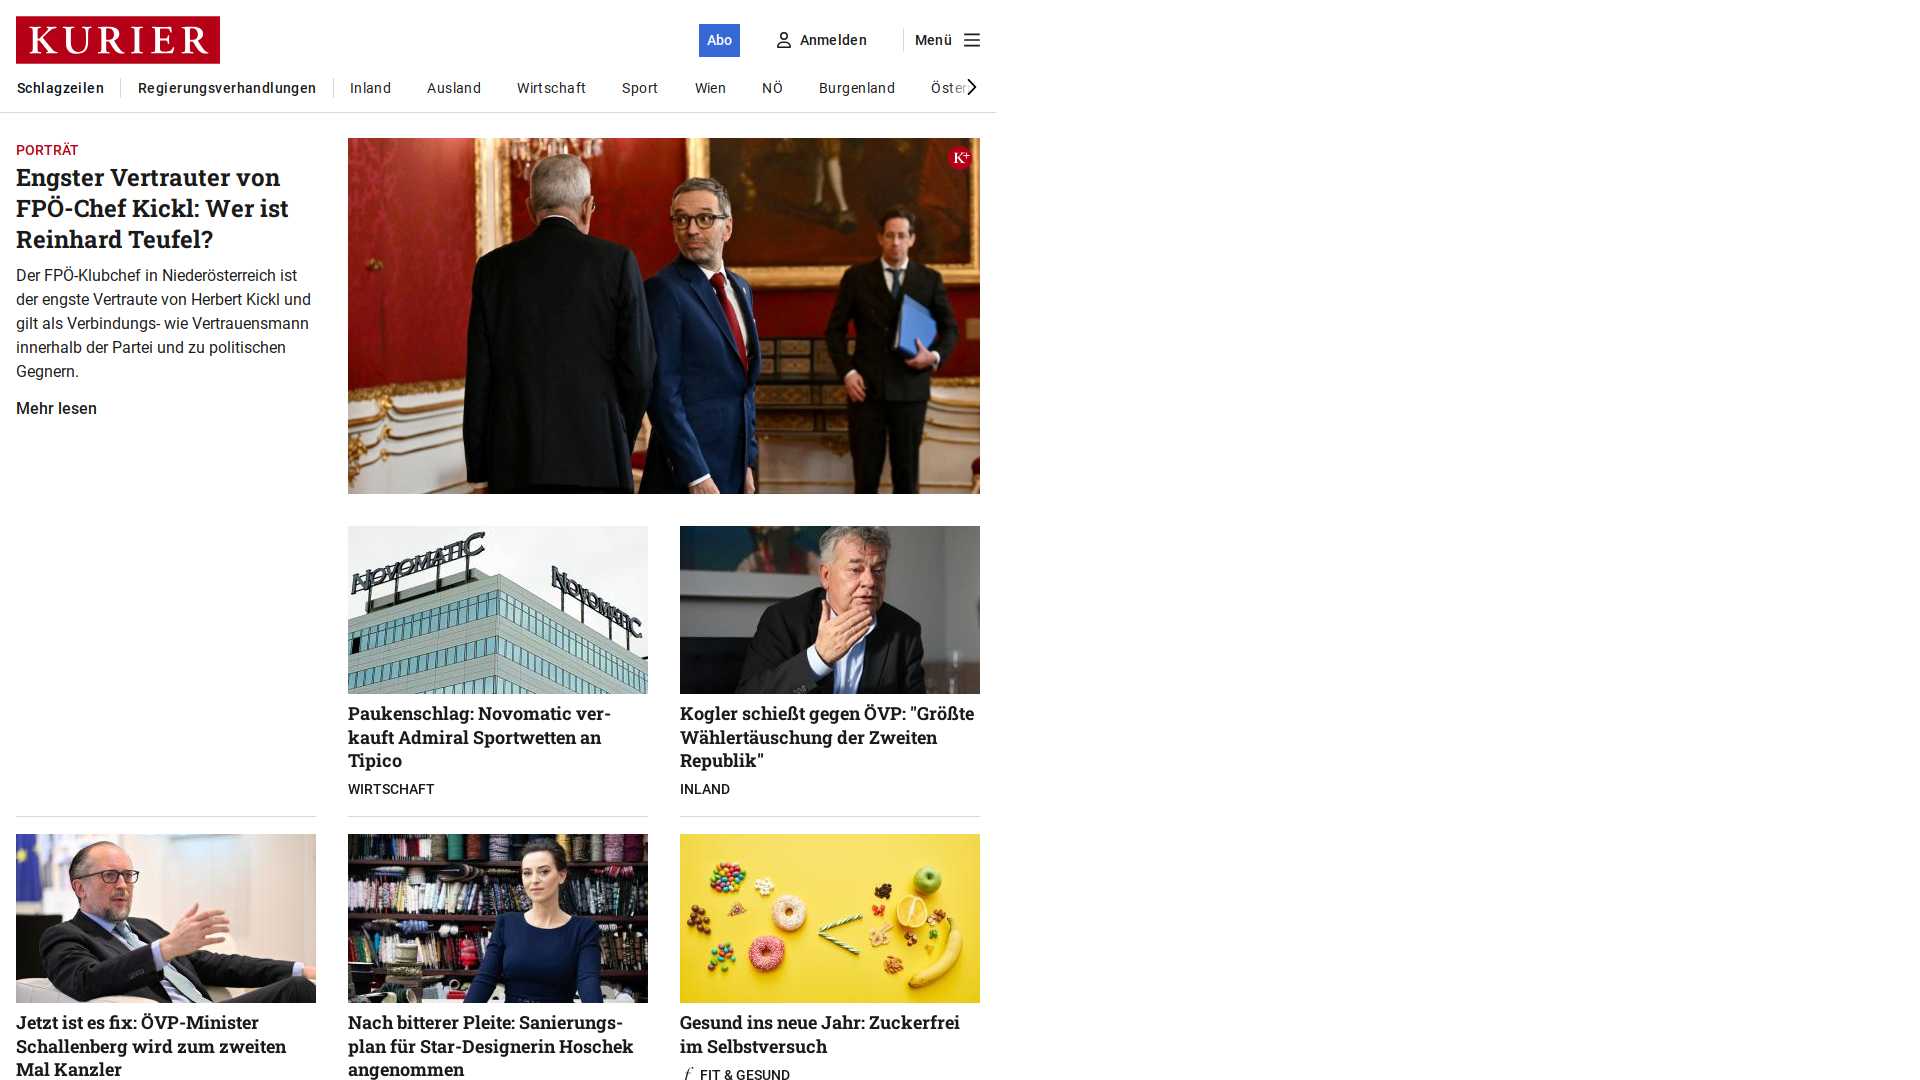 KURIER
Abo
Anmelden
Menü
Schlagzeilen
Regierungsverhandlungen
Inland
Ausland
Wirtschaft
Sport
Wien
NÖ
Burgenland
Öster
PORTRÄT
Engster Vertrauter von
FPÖ-Chef Kickl: Wer ist
Reinhard Teufel?
Der FPÖ-Klubchef in Niederösterreich ist
der engste Vertraute von Herbert Kickl und
gilt als Verbindungs- wie Vertrauensmann
innerhalb der Partei und zu politischen
Gegnern.
Mehr lesen
K+
NOVOMATIC
NOVOMATIC
Paukenschlag: Novomatic ver-
kauft Admiral Sportwetten an
Tipico
WIRTSCHAFT
Kogler schießt gegen ÖVP: "Größte
Wählertäuschung der Zweiten
Republik"
INLAND
Jetzt ist es fix: ÖVP-Minister
Schallenberg wird zum zweiten
Mal Kanzler
Nach bitterer Pleite: Sanierungs-
plan für Star-Designerin Hoschek
angenommen
Gesund ins neue Jahr: Zuckerfrei
im Selbstversuch
f FIT & GESUND